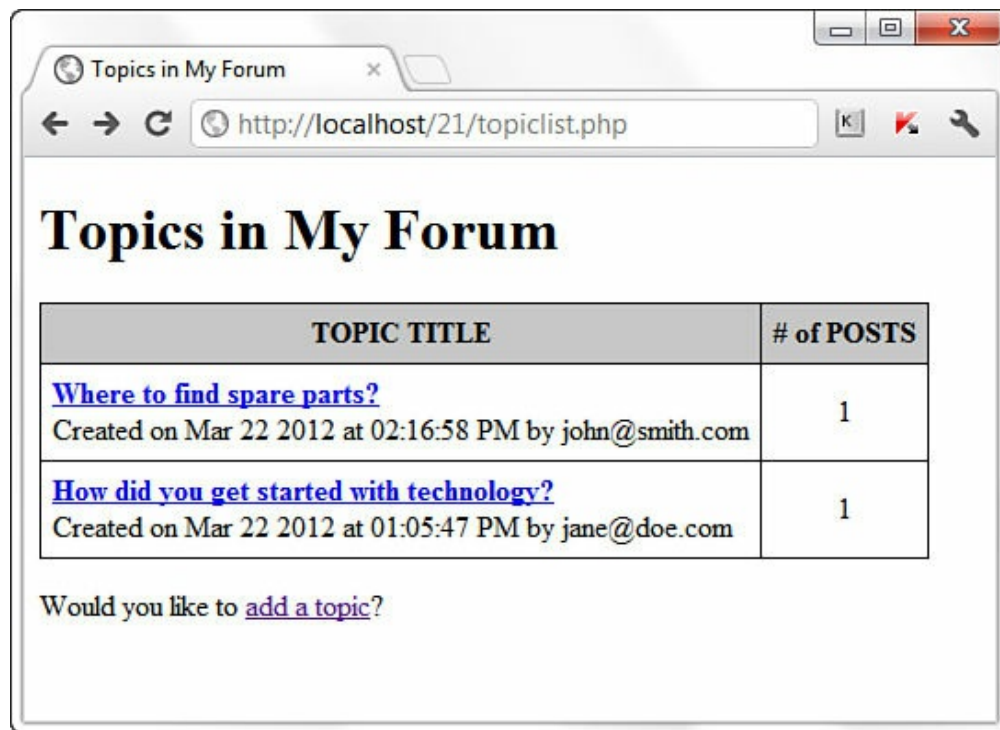 Topics in My Forum
http://localhost/21/topiclist.php
K
Topics in My Forum
TOPIC TITLE
# of POSTS
Where to find spare parts?
Created on Mar 22 2012 at 02:16:58 PM by john@smith.com
1
How did you get started with technology?
Created on Mar 22 2012 at 01:05:47 PM by jane@doe.com
1
Would you like to add a topic?